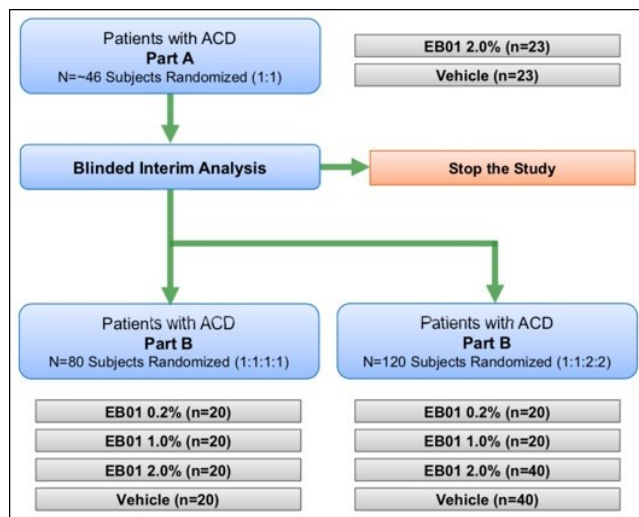 Patients with ACD
Part A
N=~46 Subjects Randomized (1:1)
EB01 2.0% (n=23)
Vehicle (n=23)
Blinded Interim Analysis
Stop the Study
Patients with ACD
Part B
N=80 Subjects Randomized (1:1:1:1)
EB01 0.2% (n=20)
EB01 1.0% (n=20)
EB01 2.0% (n=20)
Vehicle (n=20)
Patients with ACD
Part B
N=120 Subjects Randomized (1:1:2:2)
EB01 0.2% (n=20)
EB01 1.0% (n=20)
EB01 2.0% (n=40)
Vehicle (n=40)